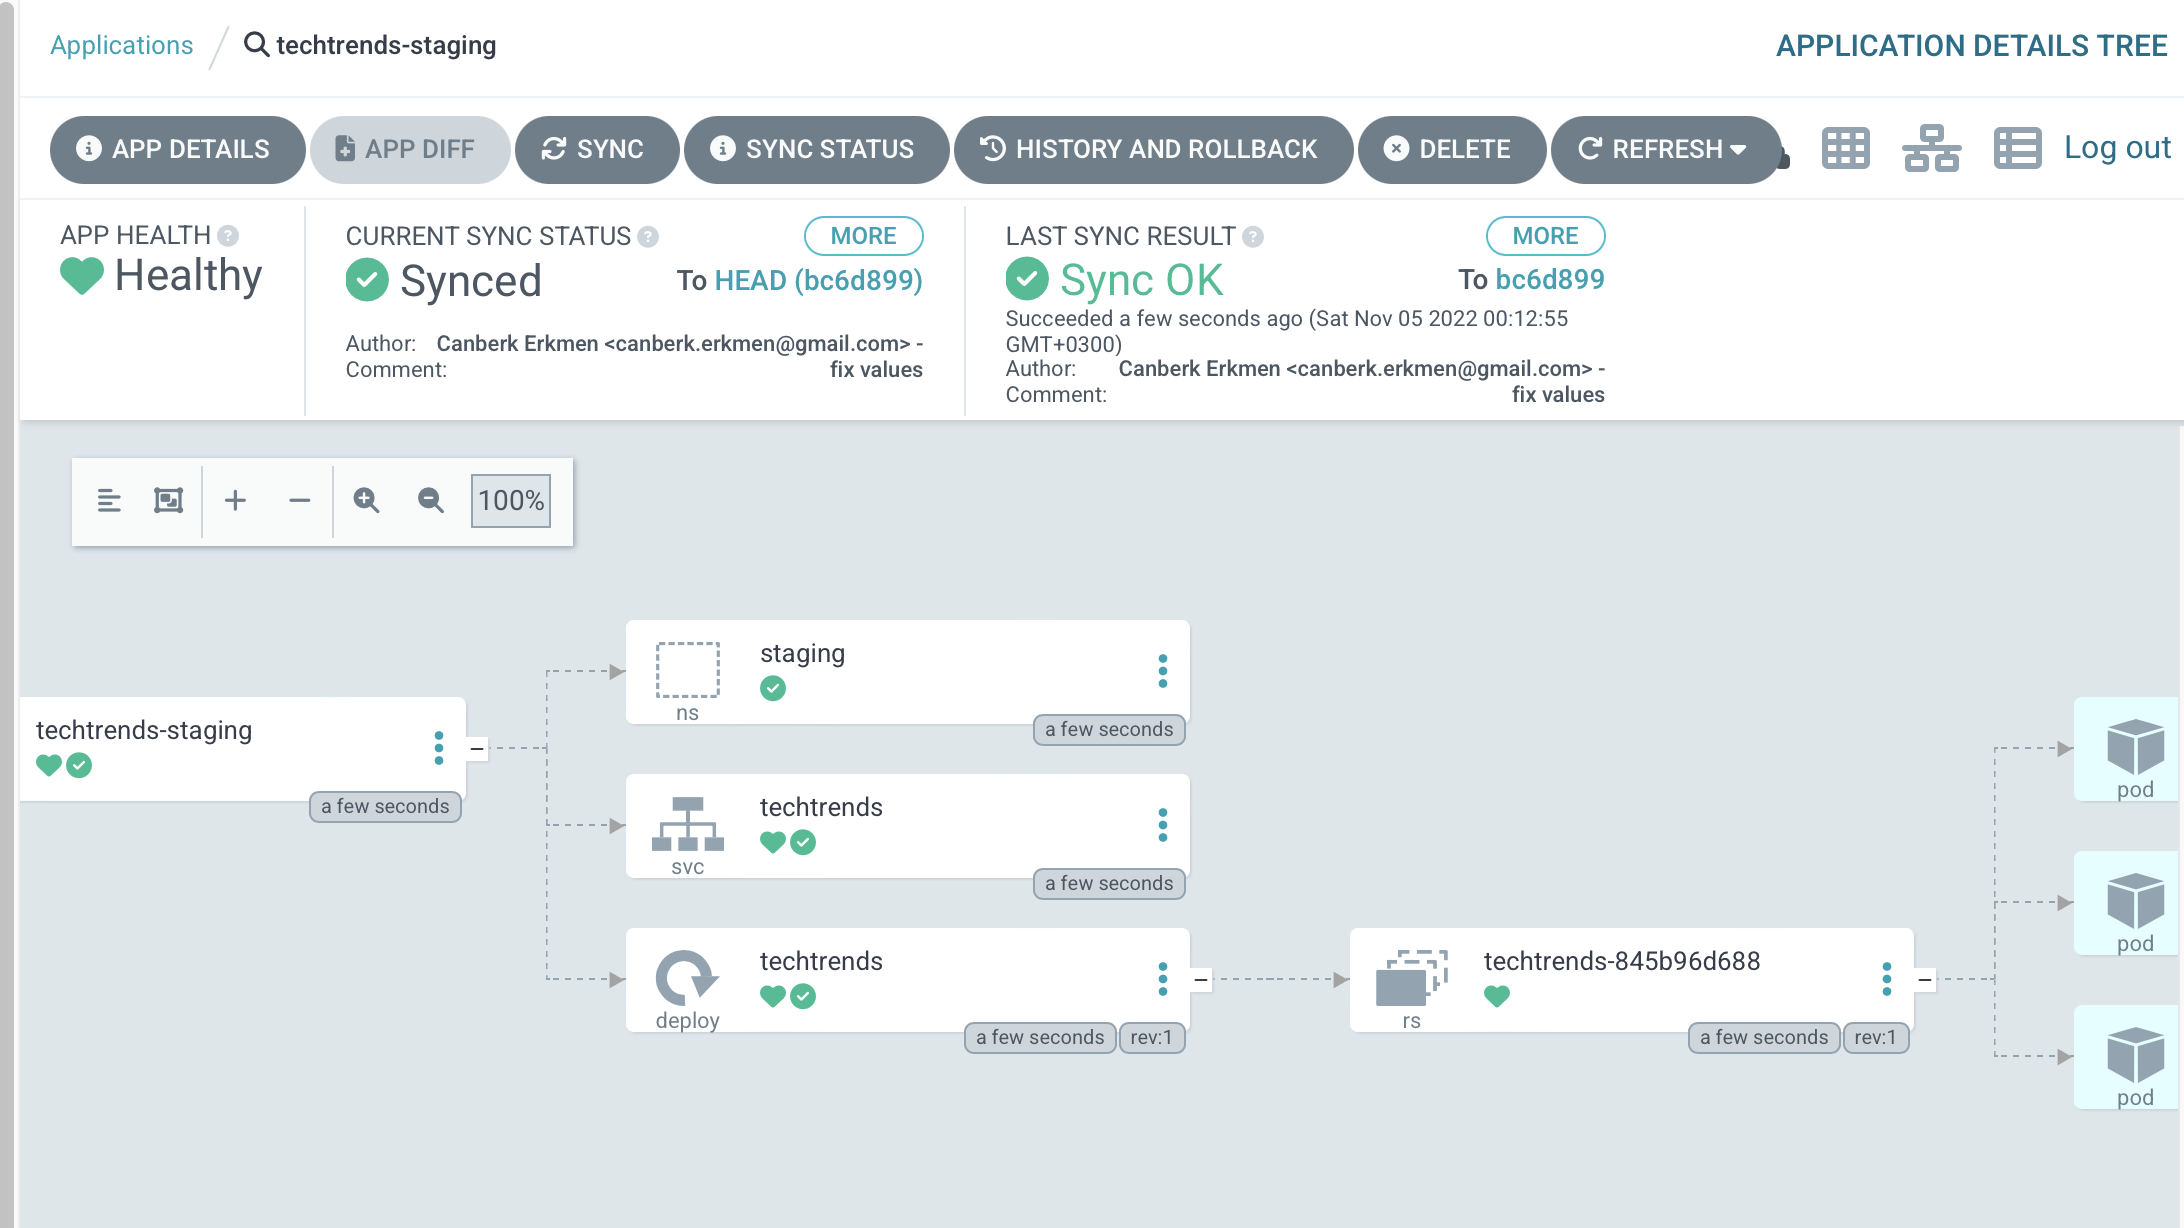 Applications
techtrends-staging
APPLICATION DETAILS TREE
APP DETAILS
APP DIFF
SYNC
SYNC STATUS
HISTORY AND ROLLBACK
DELETE
REFRESH
Log out
APP HEALTH
Healthy
CURRENT SYNC STATUS
MORE
Synced
To HEAD (bc6d899)
Author: Canberk Erkmen <canberk.erkmen@gmail.com> -
Comment: fix values
LAST SYNC RESULT
MORE
Sync OK
To bc6d899
Succeeded a few seconds ago (Sat Nov 05 2022 00:12:55
GMT+0300)
Author: Canberk Erkmen <canberk.erkmen@gmail.com> -
Comment: fix values
100%
techtrends-staging
a few seconds
staging
ns
a few seconds
techtrends
svc
a few seconds
techtrends
deploy
a few seconds
rev:1
techtrends-845b96d688
rs
a few seconds
rev:1
pod
pod
pod